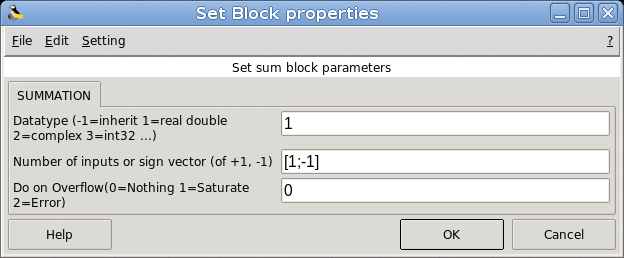 Set Block properties
File Edit Setting ?
Set sum block parameters
SUMMATION
Datatype (-1=inherit 1=real double
2=complex 3=int32 ...)
1
Number of inputs or sign vector (of +1, -1)
[1;-1]
Do on Overflow(0=Nothing 1=Saturate
2=Error)
0
Help OK Cancel